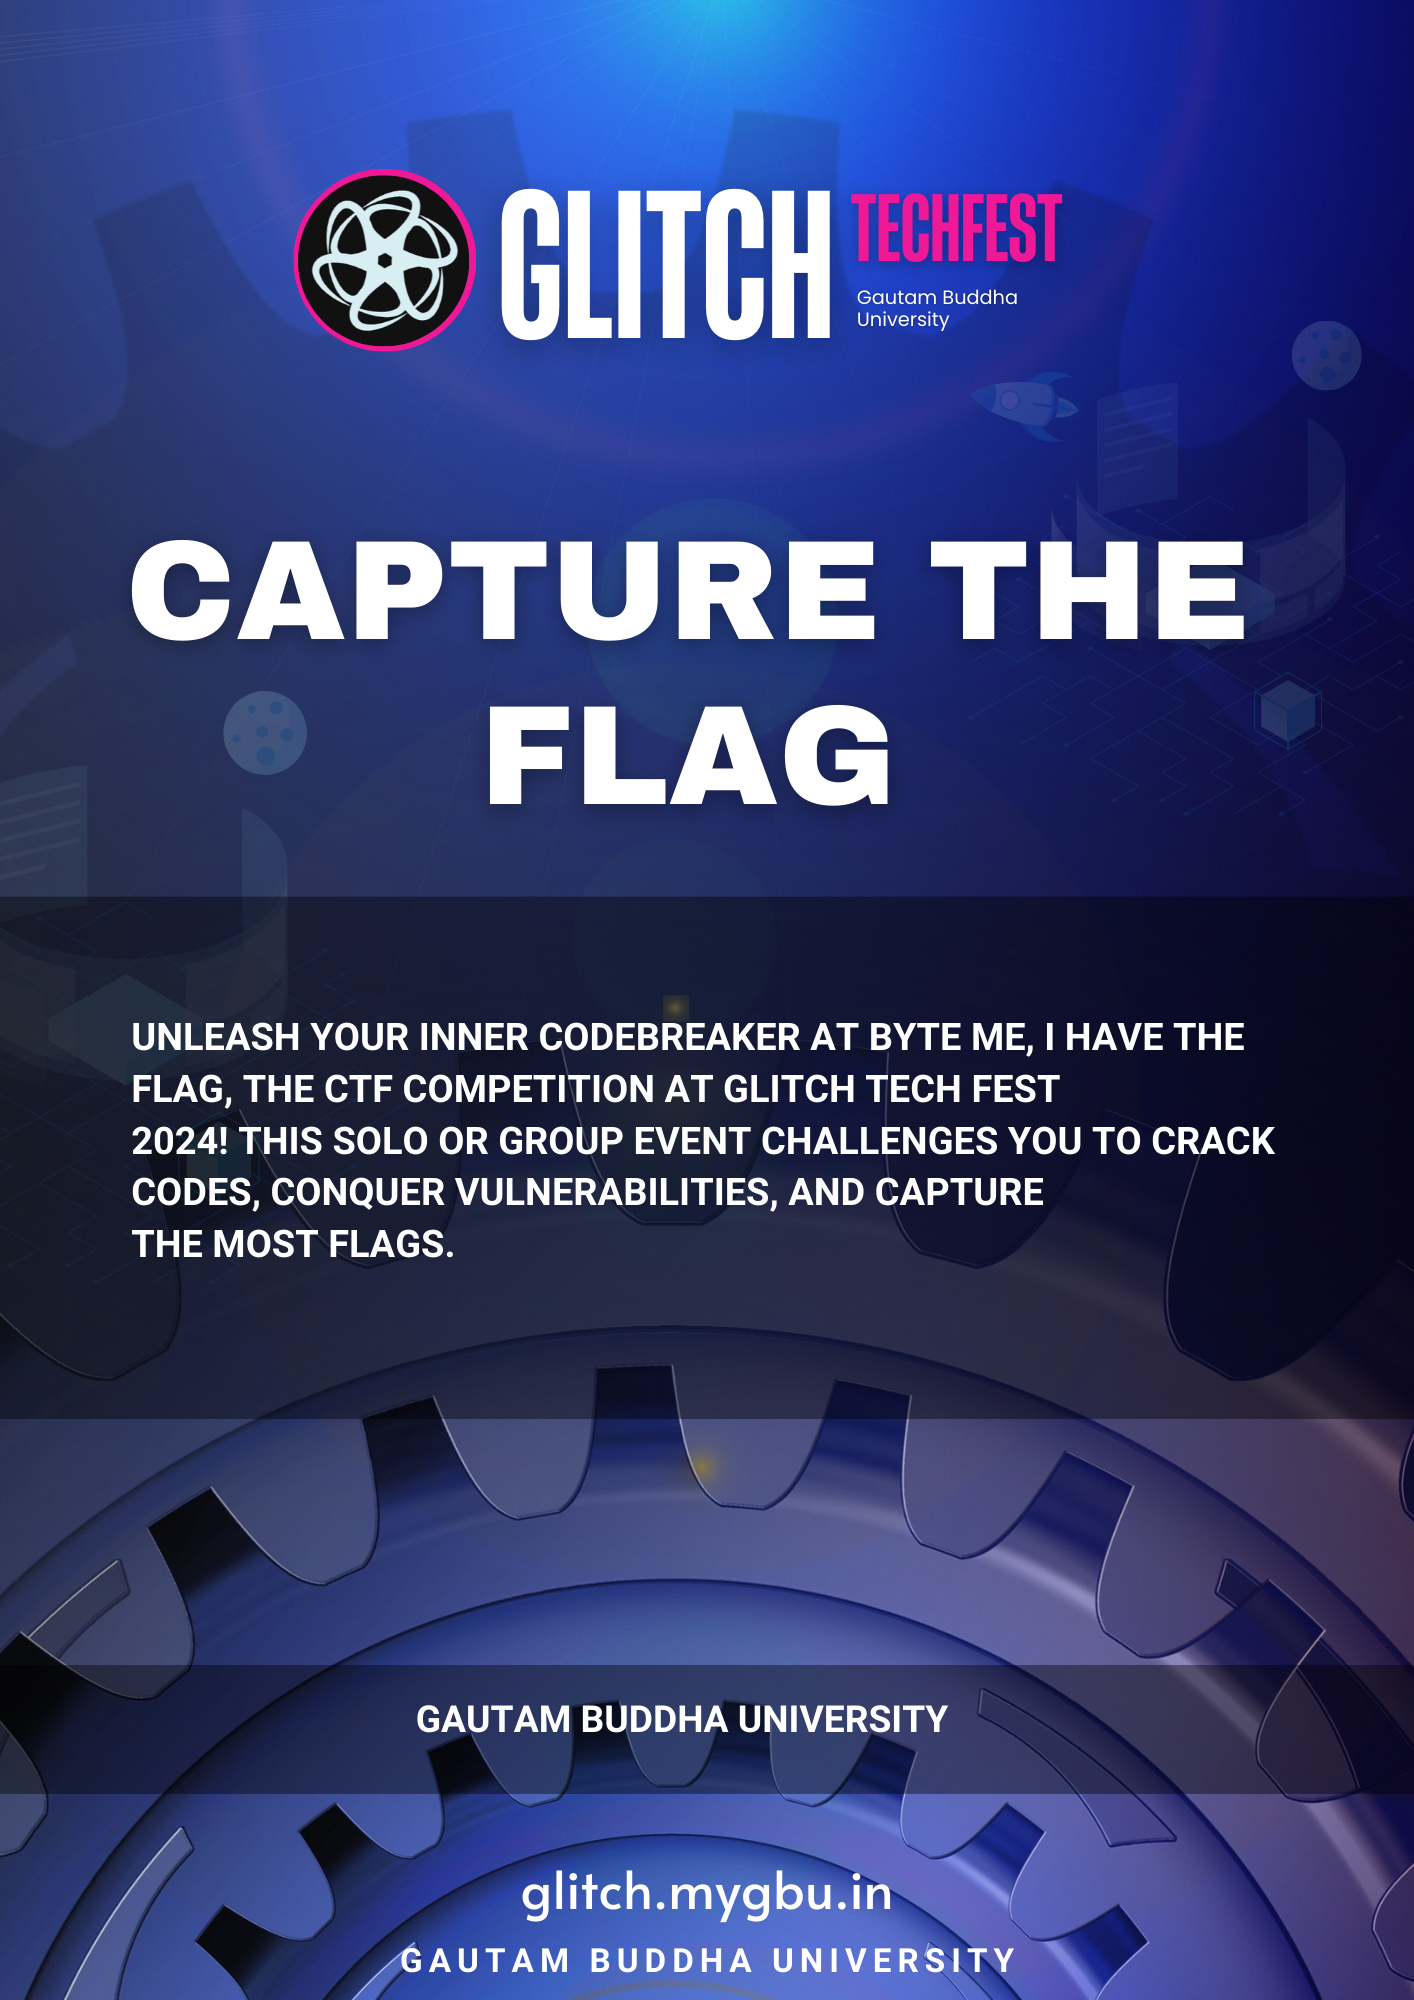 GLITCH TECHFEST
Gautam Buddha
University
CAPTURE THE
FLAG
UNLEASH YOUR INNER CODEBREAKER AT BYTE ME, I HAVE THE
FLAG, THE CTF COMPETITION AT GLITCH TECH FEST
2024! THIS SOLO OR GROUP EVENT CHALLENGES YOU TO CRACK
CODES, CONQUER VULNERABILITIES, AND CAPTURE
THE MOST FLAGS.
GAUTAM BUDDHA UNIVERSITY
glitch.mygbu.in
GAUTAM BUDDHA UNIVERSITY